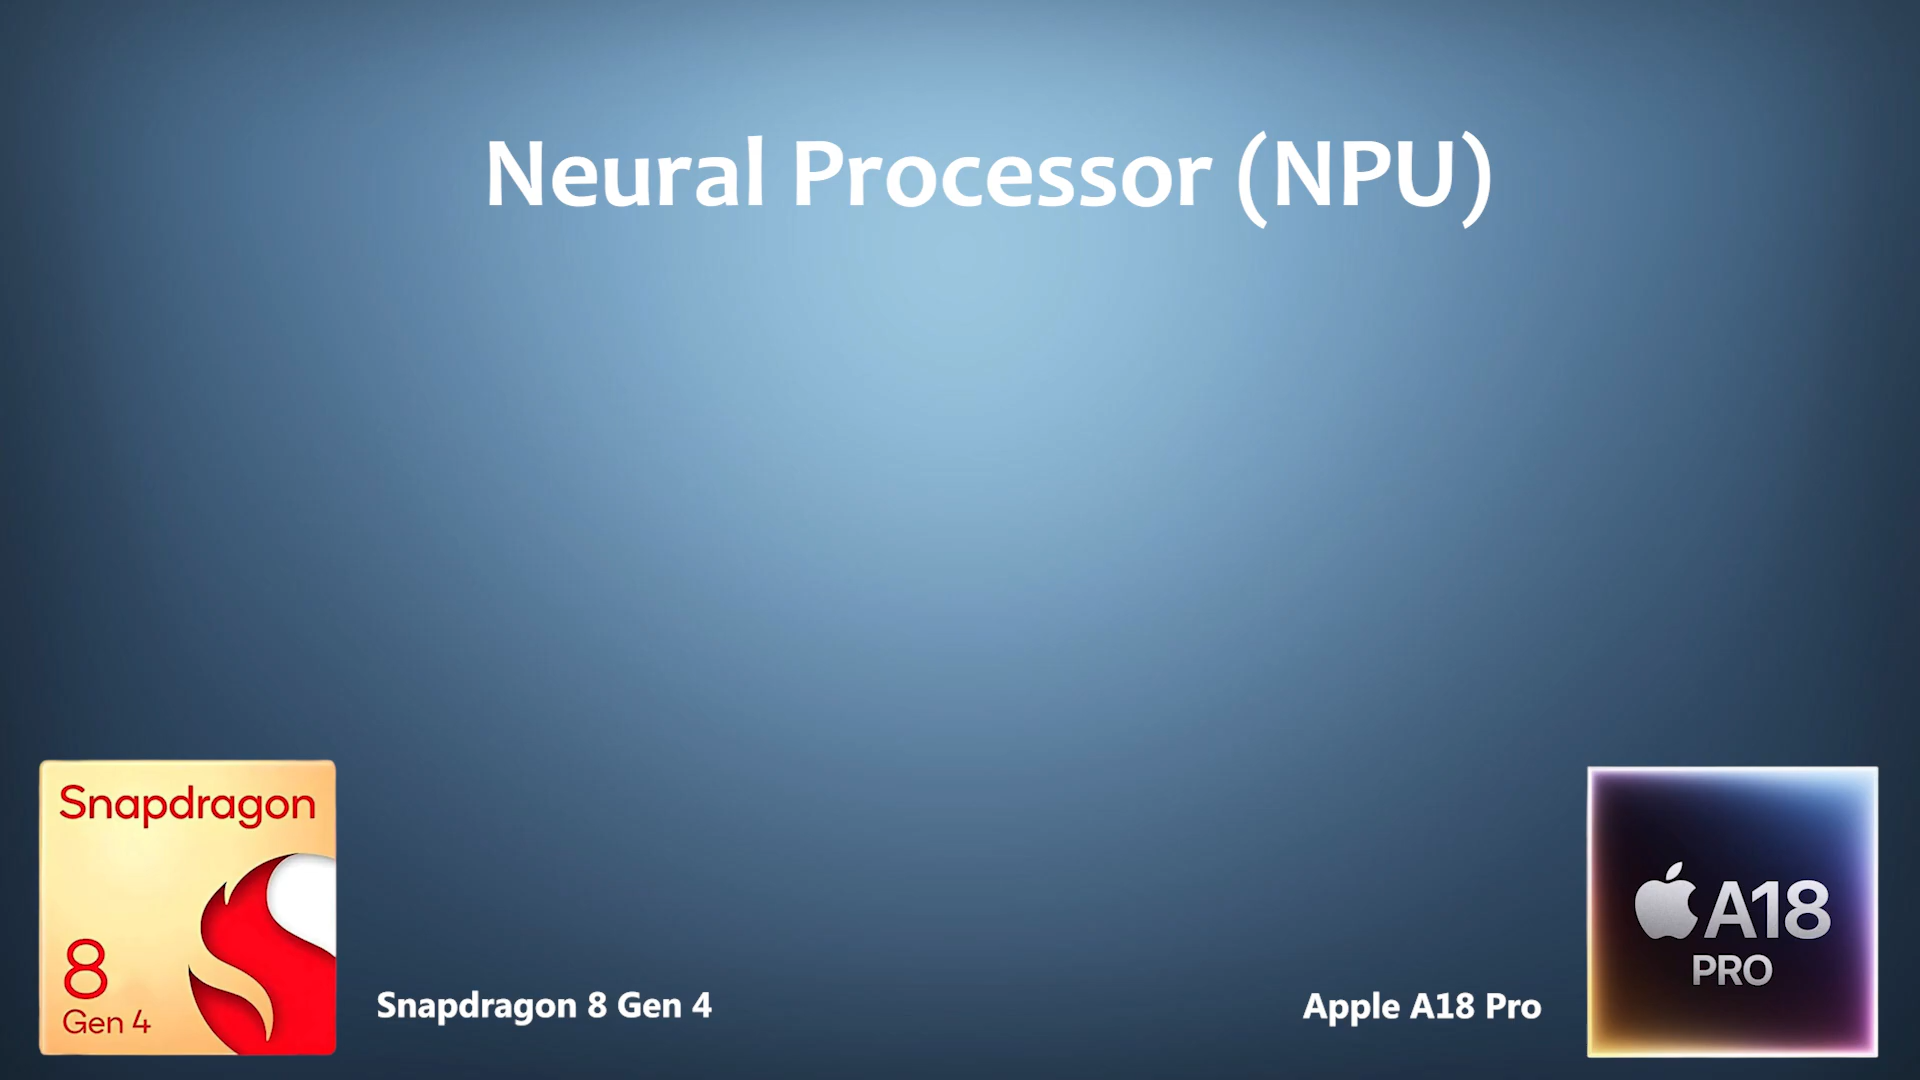 Neural Processor (NPU)
Snapdragon
8
Gen 4
Snapdragon 8 Gen 4
Apple A18 Pro
A18
PRO